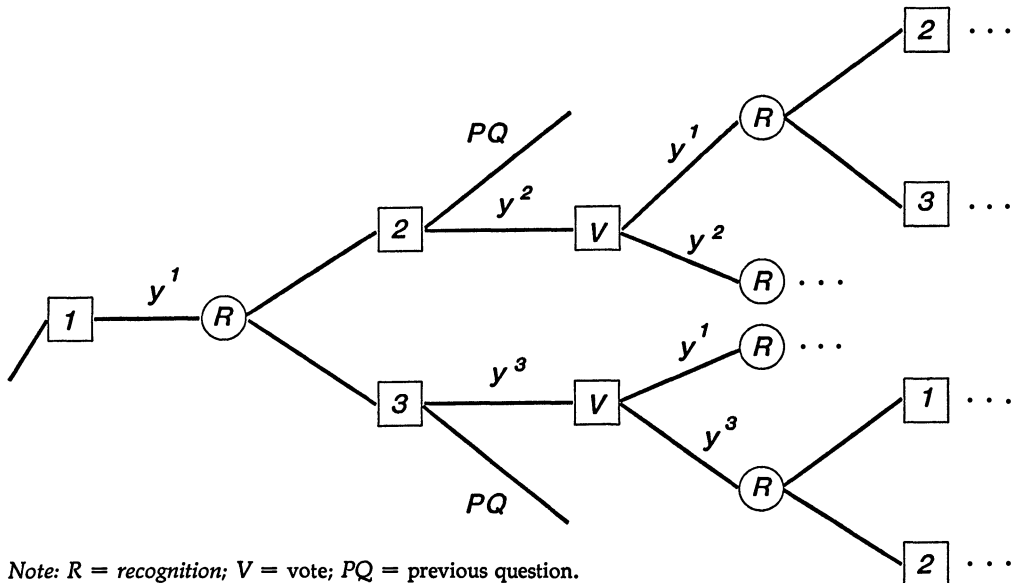 2 ...
R
PQ
y¹
y²
2
V
3 ...
y²
R ...
y¹
1
R
y¹
R ...
y³
3
V
1 ...
y³
PQ
R
2 ...
Note: R = recognition; V = vote; PQ = previous question.